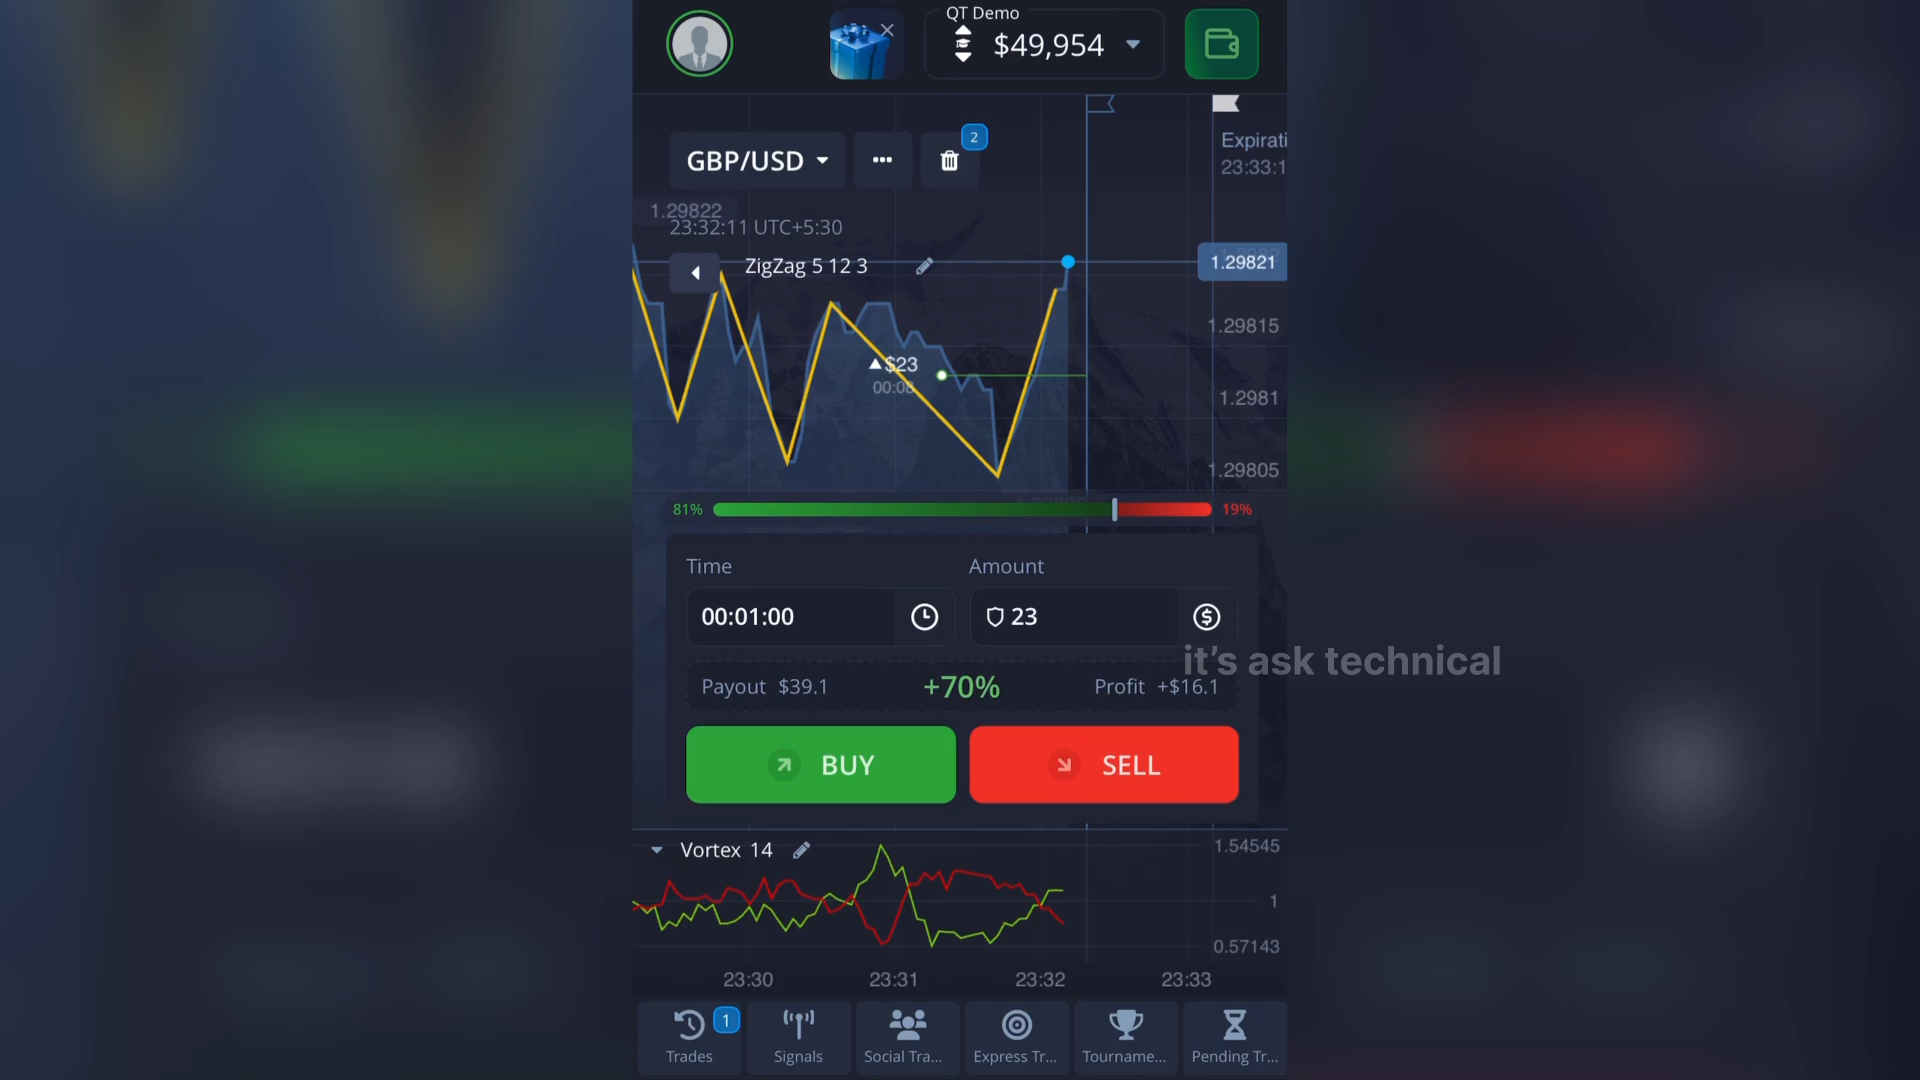 QT Demo
$49,954
Expirati
23:33:1
GBP/USD
2
1.29822
23:32:11 UTC+5:30
ZigZag 5 12 3
1.29821
1.29815
$23
00:08
1.2981
1.29805
81%
19%
Time
Amount
00:01:00
23
it's ask technical
Payout $39.1
+70%
Profit +$16.1
BUY
SELL
Vortex 14
1.54545
1
0.57143
23:30
23:31
23:32
23:33
1
Trades
Signals
Social Tra...
Express Tr...
Tourname...
Pending Tr...